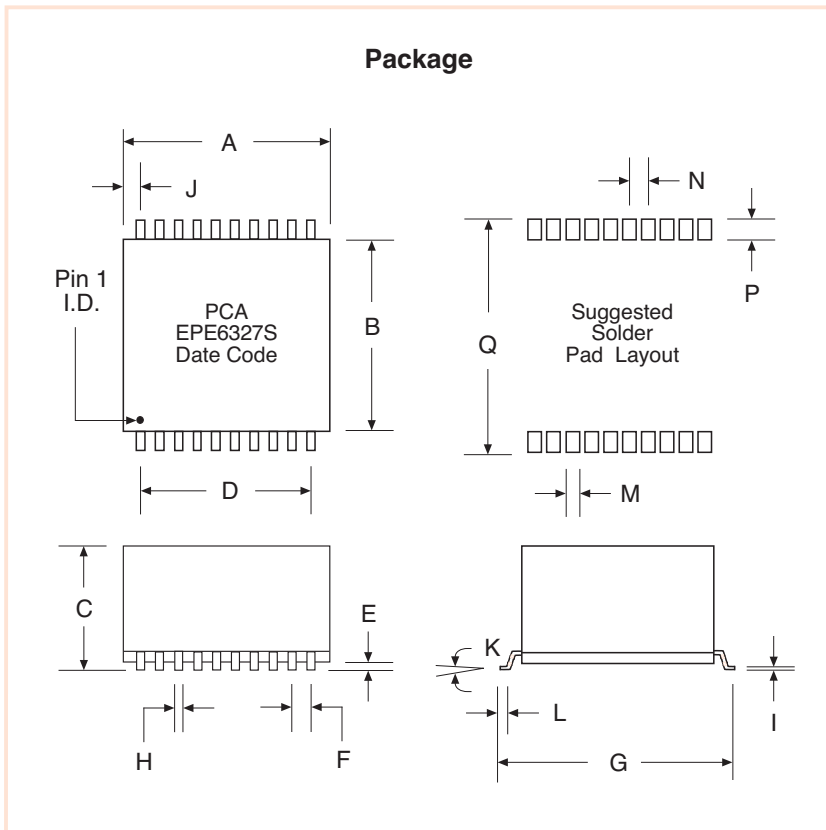 Package
A
J
N
Pin 1
I.D.
PCA
EPE6327S
Date Code
B
Q
Suggested
Solder
Pad Layout
P
D
M
C
E
K
H
F
L
G
I